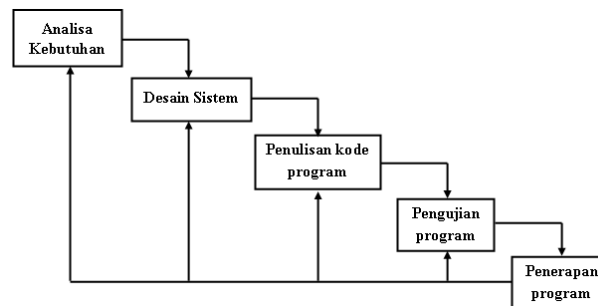 Analisa
Kebutuhan
Desain Sistem
Penulisan kode
program
Pengujian
program
Penerapan
program